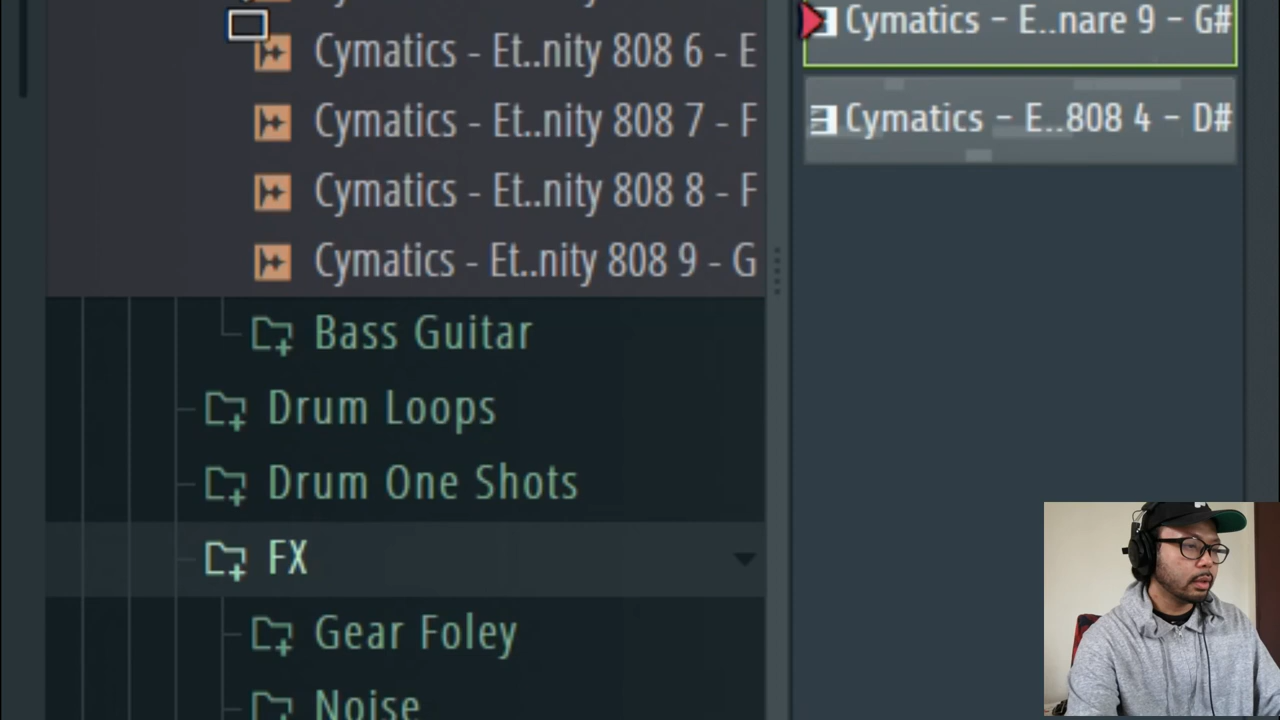 Cymatics - Et..nity 808 6 - E
Cymatics - Et..nity 808 7 - F
Cymatics - Et..nity 808 8 - F
Cymatics - Et..nity 808 9 - G
Bass Guitar
Drum Loops
Drum One Shots
FX
Gear Foley
Noise
Cymatics - E..nare 9 - G#
Cymatics - E..808 4 - D#